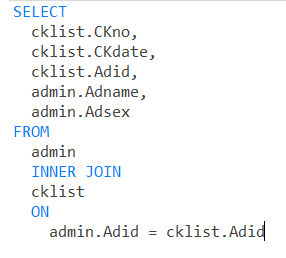 SELECT
cklist.CKno,
cklist.CKdate,
cklist.Adid,
admin.Adname,
admin.Adsex
FROM
admin
INNER JOIN
cklist
ON
admin.Adid = cklist.Adid